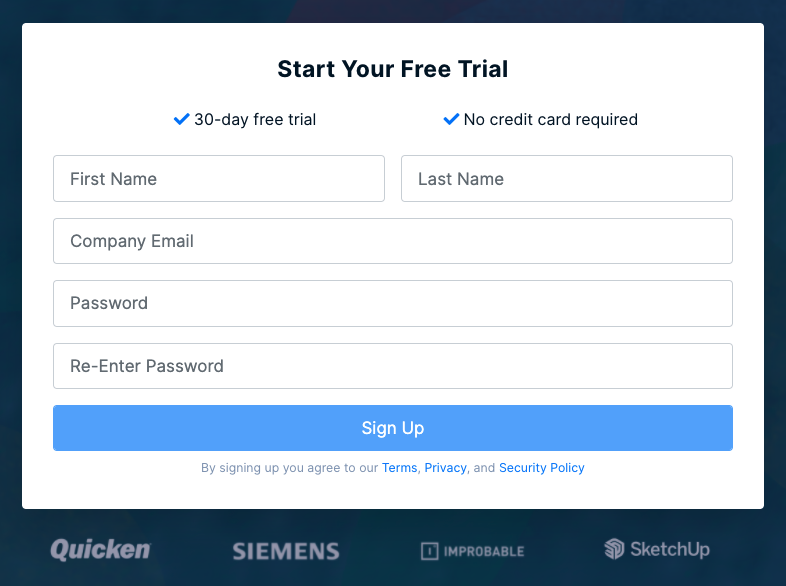 Start Your Free Trial
30-day free trial No credit card required
First Name Last Name
Company Email
Password
Re-Enter Password
Sign Up
By signing up you agree to our Terms, Privacy, and Security Policy
Quicken SIEMENS IMPROBABLE SketchUp